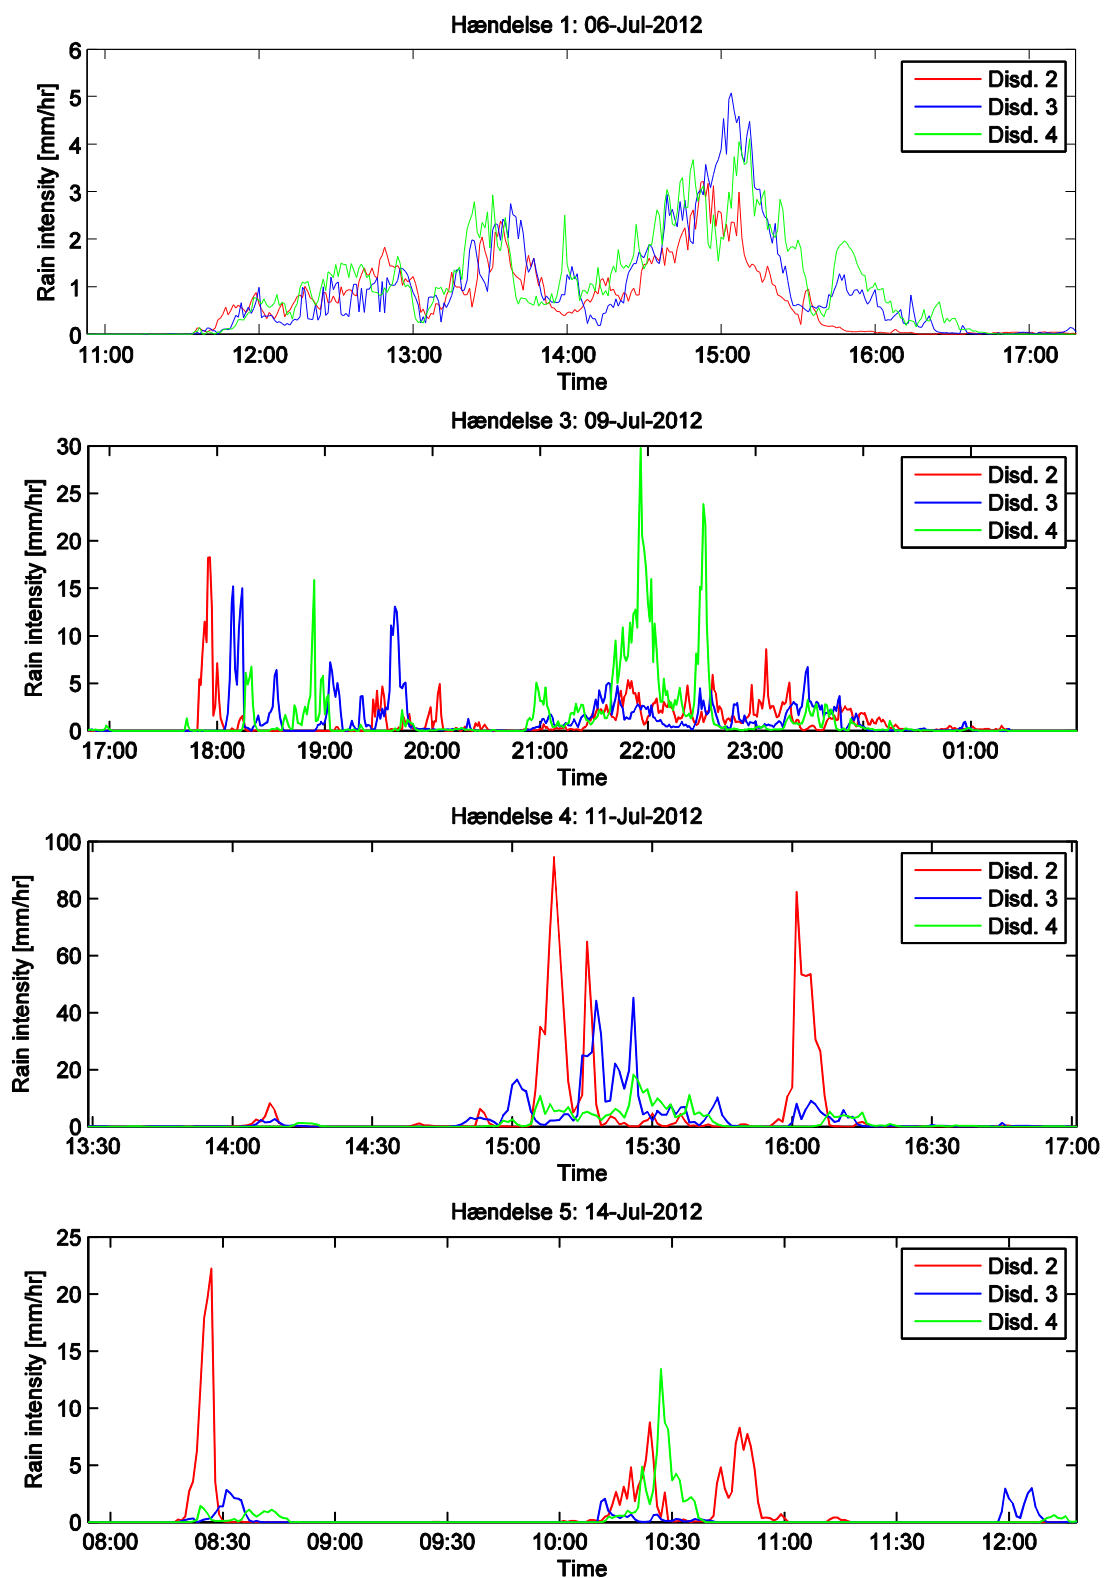 Hændelse 1: 06-Jul-2012
Rain intensity [mm/hr]
6
5
4
3
2
1
0
Disd. 2
Disd. 3
Disd. 4
11:00 12:00 13:00 14:00 15:00 16:00 17:00
Time
Hændelse 3: 09-Jul-2012
Rain intensity [mm/hr]
30
25
20
15
10
5
0
Disd. 2
Disd. 3
Disd. 4
17:00 18:00 19:00 20:00 21:00 22:00 23:00 00:00 01:00
Time
Hændelse 4: 11-Jul-2012
Rain intensity [mm/hr]
100
80
60
40
20
0
Disd. 2
Disd. 3
Disd. 4
13:30 14:00 14:30 15:00 15:30 16:00 16:30 17:00
Time
Hændelse 5: 14-Jul-2012
Rain intensity [mm/hr]
25
20
15
10
5
0
Disd. 2
Disd. 3
Disd. 4
08:00 08:30 09:00 09:30 10:00 10:30 11:00 11:30 12:00
Time